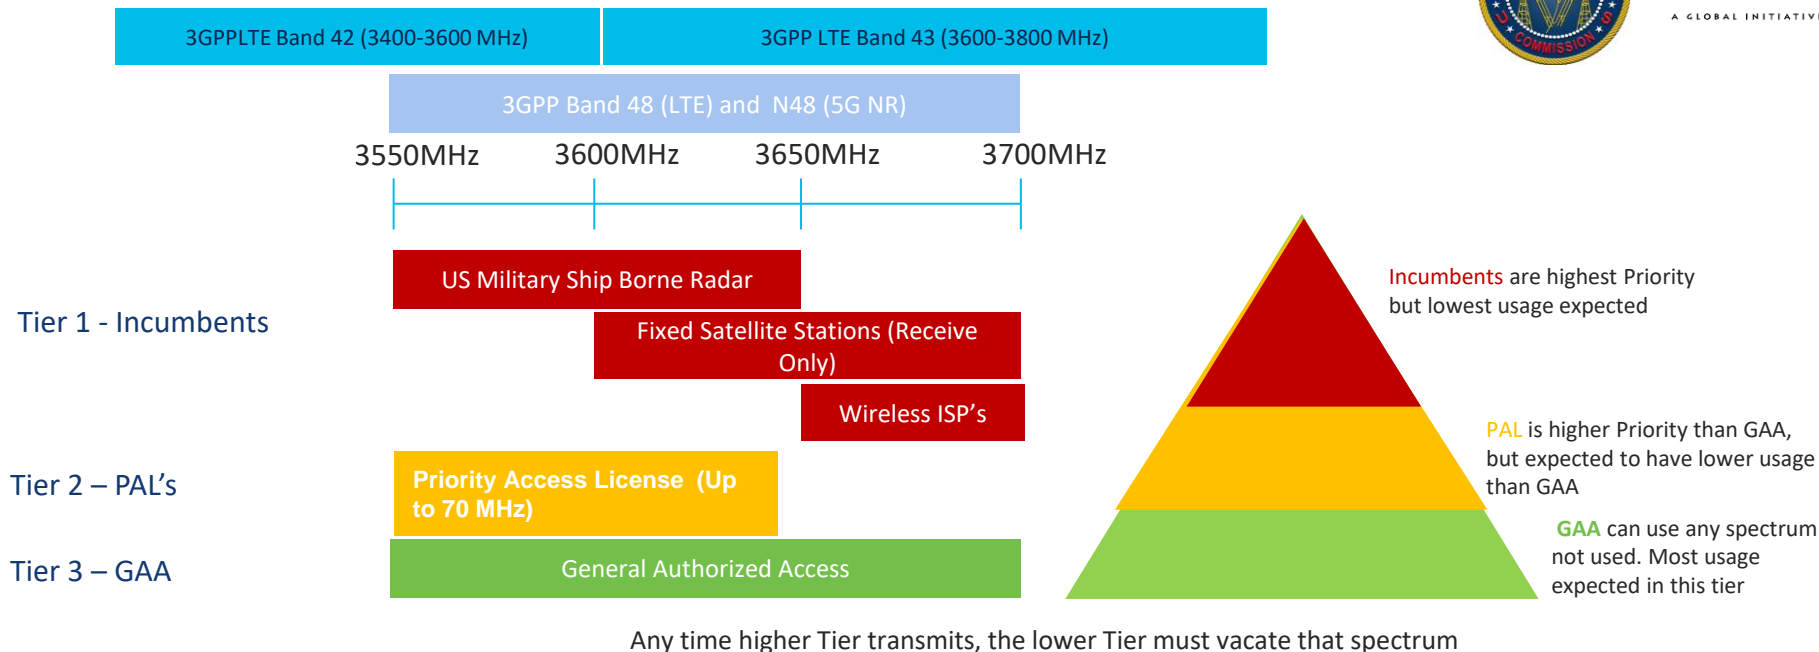 3GPPLTE Band 42 (3400-3600 MHz)
3GPP LTE Band 43 (3600-3800 MHz)
U S
COMMISSION
A GLOBAL INITIATIVE
3GPP Band 48 (LTE) and N48 (5G NR)
3550MHz
3600MHz
3650MHz
3700MHz
Tier 1 - Incumbents
US Military Ship Borne Radar
Fixed Satellite Stations (Receive
Only)
Wireless ISP's
Tier 2 – PAL's
Priority Access License (Up
to 70 MHz)
Tier 3 – GAA
General Authorized Access
Incumbents are highest Priority
but lowest usage expected
PAL is higher Priority than GAA,
but expected to have lower usage
than GAA
GAA can use any spectrum
not used. Most usage
expected in this tier
Any time higher Tier transmits, the lower Tier must vacate that spectrum